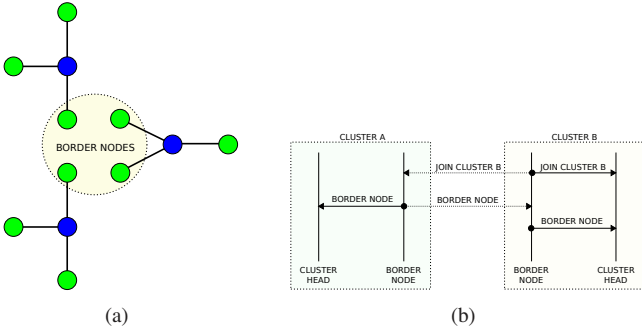 BORDER NODES
(a)
CLUSTER A
CLUSTER B
JOIN CLUSTER B
JOIN CLUSTER B
BORDER NODE
BORDER NODE
BORDER NODE
CLUSTER
HEAD
BORDER
NODE
BORDER
NODE
CLUSTER
HEAD
(b)